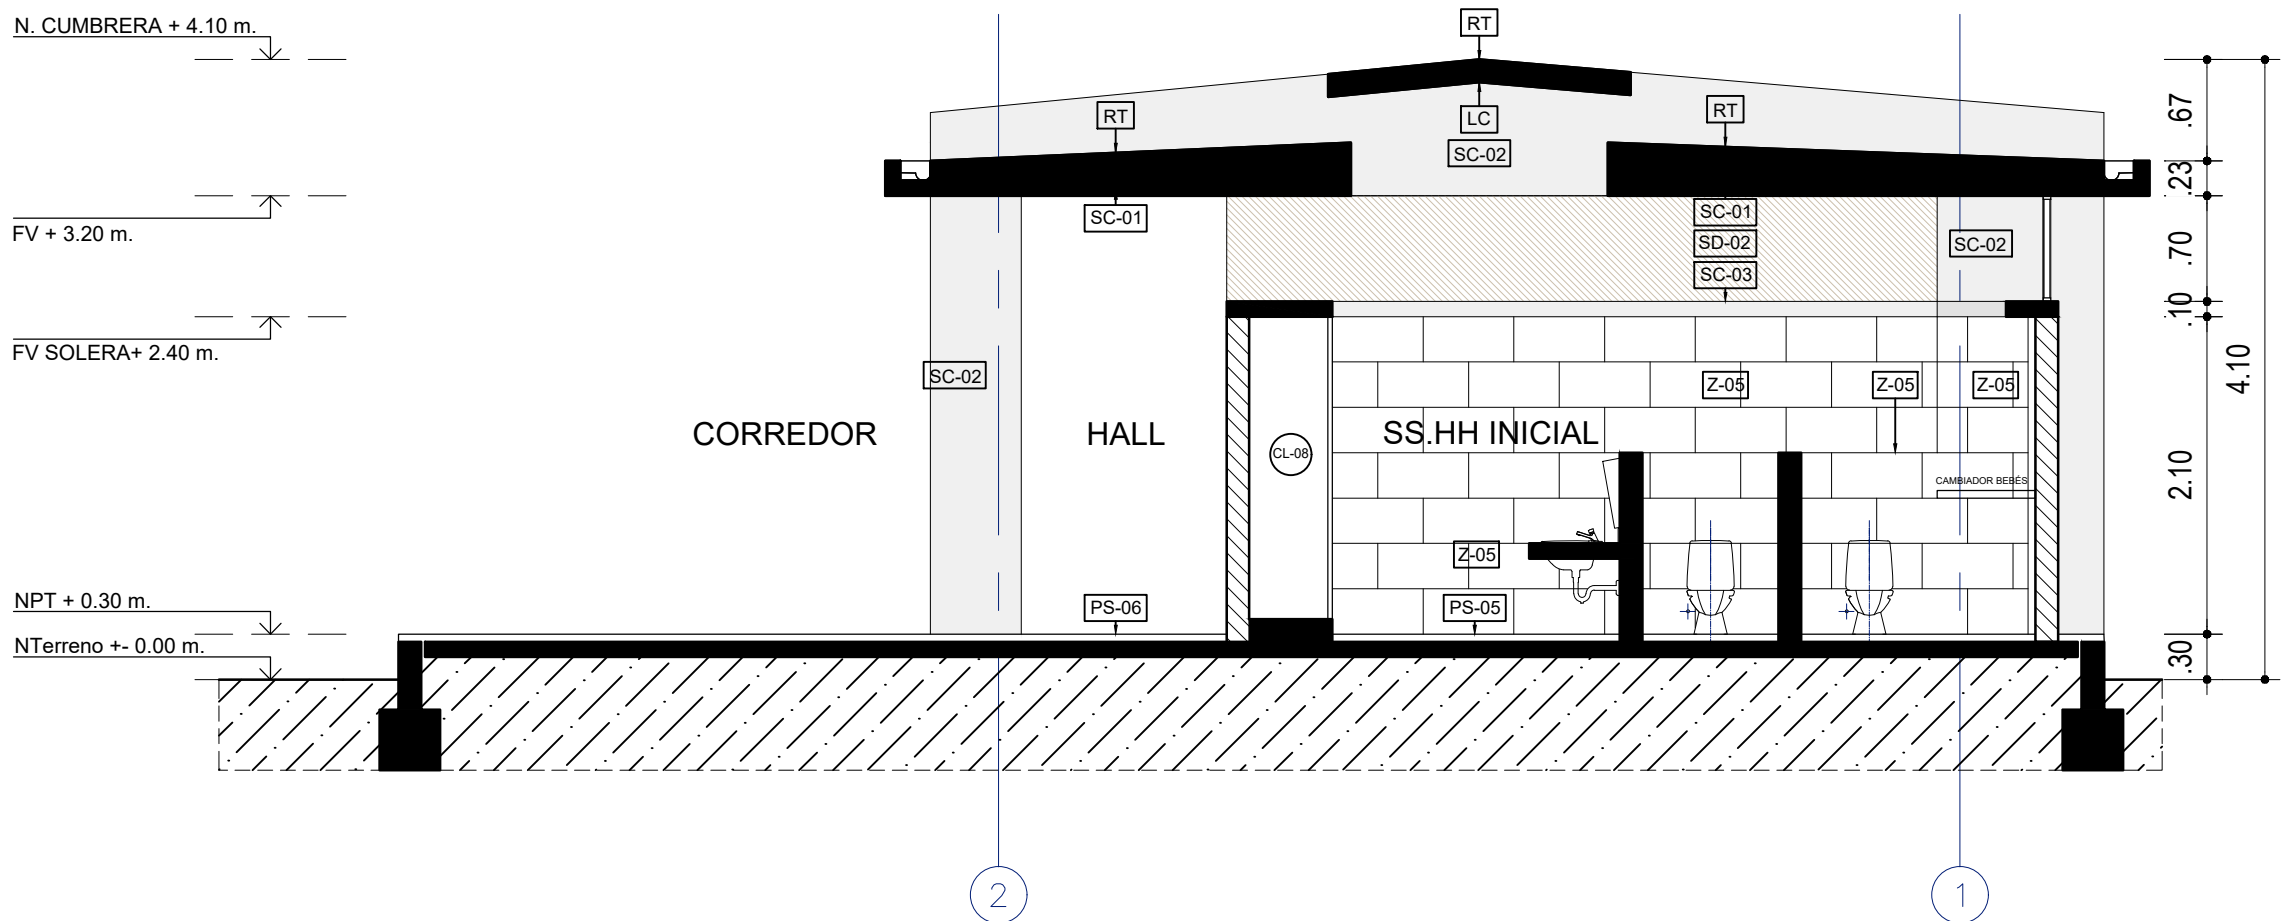 N. CUMBRERA + 4.10 m.
RT
RT
LC
RT
SC-02
SC-01
SC-01
FV + 3.20 m.
SD-02
SC-02
SC-03
FV SOLERA+ 2.40 m.
SC-02
Z-05
Z-05
Z-05
CORREDOR
HALL
SS.HH INICIAL
CL-08
CAMBIADOR BEBÉS
Z-05
NPT + 0.30 m.
PS-06
PS-05
NTerreno +- 0.00 m.
.67
.23
.70
.10
4.10
2.10
.30
2
1